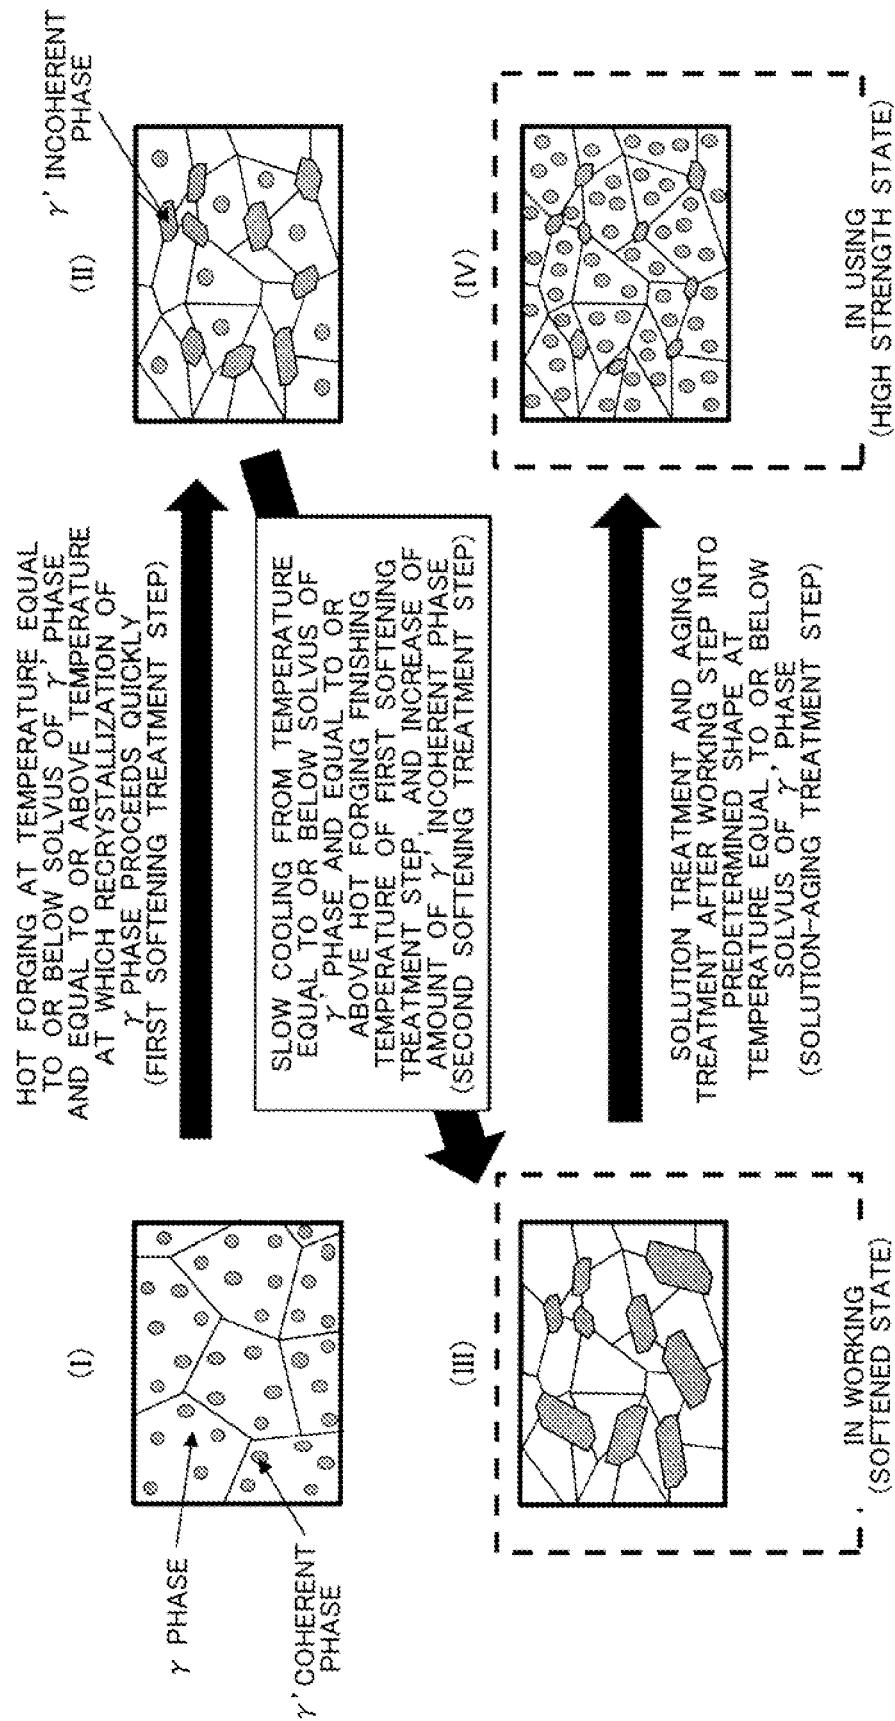 (I)
γ PHASE
γ' COHERENT
PHASE
HOT FORGING AT TEMPERATURE EQUAL
TO OR BELOW SOLVUS OF γ' PHASE
AND EQUAL TO OR ABOVE TEMPERATURE
AT WHICH RECRYSTALLIZATION OF
γ PHASE PROCEEDS QUICKLY
(FIRST SOFTENING TREATMENT STEP)
(II)
γ' INCOHERENT
PHASE
SLOW COOLING FROM TEMPERATURE
EQUAL TO OR BELOW SOLVUS OF
γ' PHASE AND EQUAL TO OR
ABOVE HOT FORGING FINISHING
TEMPERATURE OF FIRST SOFTENING
TREATMENT STEP, AND INCREASE OF
AMOUNT OF γ' INCOHERENT PHASE
(SECOND SOFTENING TREATMENT STEP)
(III)
IN WORKING
(SOFTENED STATE)
SOLUTION TREATMENT AND AGING
TREATMENT AFTER WORKING STEP INTO
PREDETERMINED SHAPE AT
TEMPERATURE EQUAL TO OR BELOW
SOLVUS OF γ' PHASE
(SOLUTION-AGING TREATMENT STEP)
(IV)
IN USING
(HIGH STRENGTH STATE)